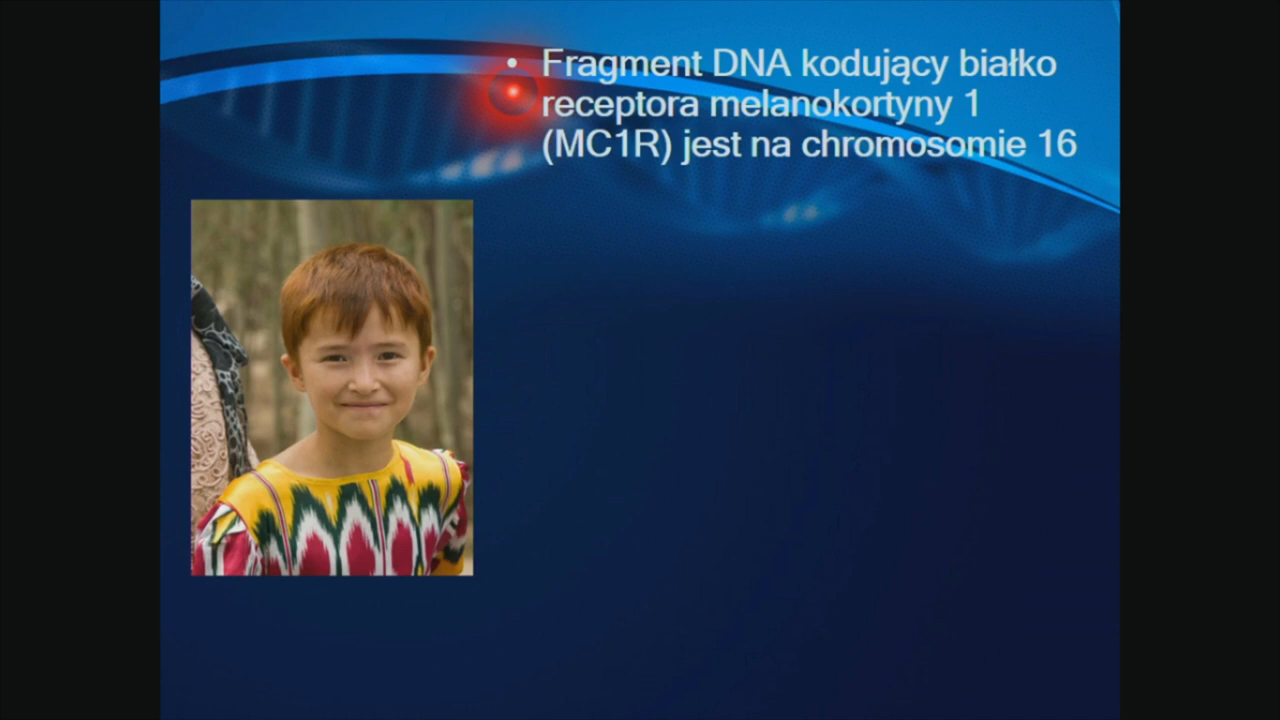 • Fragment DNA kodujący białko
receptora melanokortyny 1
(MC1R) jest na chromosomie 16